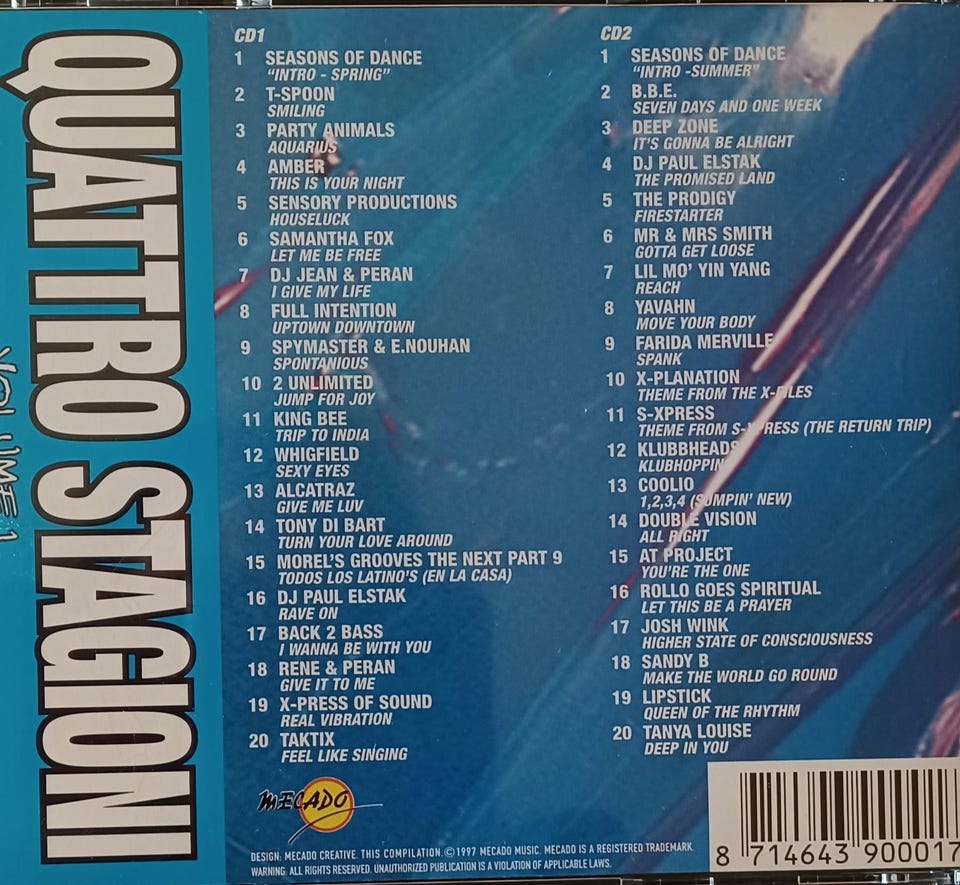 QUATTRO STAGIONI
VOLUME 1
CD1
1 SEASONS OF DANCE
"INTRO - SPRING"
2 T-SPOON
SMILING
3 PARTY ANIMALS
AQUARIUS
4 AMBER
THIS IS YOUR NIGHT
5 SENSORY PRODUCTIONS
HOUSELUCK
6 SAMANTHA FOX
LET ME BE FREE
7 DJ JEAN & PERAN
I GIVE MY LIFE
8 FULL INTENTION
UPTOWN DOWNTOWN
9 SPYMASTER & E.NOUHAN
SPONTANIOUS
10 2 UNLIMITED
JUMP FOR JOY
11 KING BEE
TRIP TO INDIA
12 WHIGFIELD
SEXY EYES
13 ALCATRAZ
GIVE ME LUV
14 TONY DI BART
TURN YOUR LOVE AROUND
15 MOREL'S GROOVES THE NEXT PART 9
TODOS LOS LATINO'S (EN LA CASA)
16 DJ PAUL ELSTAK
RAVE ON
17 BACK 2 BASS
I WANNA BE WITH YOU
18 RENE & PERAN
GIVE IT TO ME
19 X-PRESS OF SOUND
REAL VIBRATION
20 TAKTIX
FEEL LIKE SINGING
CD2
1 SEASONS OF DANCE
"INTRO -SUMMER"
2 B.B.E.
SEVEN DAYS AND ONE WEEK
3 DEEP ZONE
IT'S GONNA BE ALRIGHT
4 DJ PAUL ELSTAK
THE PROMISED LAND
5 THE PRODIGY
FIRESTARTER
6 MR & MRS SMITH
GOTTA GET LOOSE
7 LIL MO' YIN YANG
REACH
8 YAVAHN
MOVE YOUR BODY
9 FARIDA MERVILLE
SPANK
10 X-PLANATION
THEME FROM THE X-FILES
11 S-XPRESS
THEME FROM S-XPRESS (THE RETURN TRIP)
12 KLUBBHEADS
KLUBHOPPIN
13 COOLIO
1,2,3,4 (SUMPIN' NEW)
14 DOUBLE VISION
ALL RIGHT
15 AT PROJECT
YOU'RE THE ONE
16 ROLLO GOES SPIRITUAL
LET THIS BE A PRAYER
17 JOSH WINK
HIGHER STATE OF CONSCIOUSNESS
18 SANDY B
MAKE THE WORLD GO ROUND
19 LIPSTICK
QUEEN OF THE RHYTHM
20 TANYA LOUISE
DEEP IN YOU
MECADO
DESIGN: MECADO CREATIVE. THIS COMPILATION.©1997 MECADO MUSIC. MECADO IS A REGISTERED TRADEMARK.
WARNING: ALL RIGHTS RESERVED. UNAUTHORIZED PUBLICATION IS A VIOLATION OF APPLICABLE LAWS.
8 714643 900017